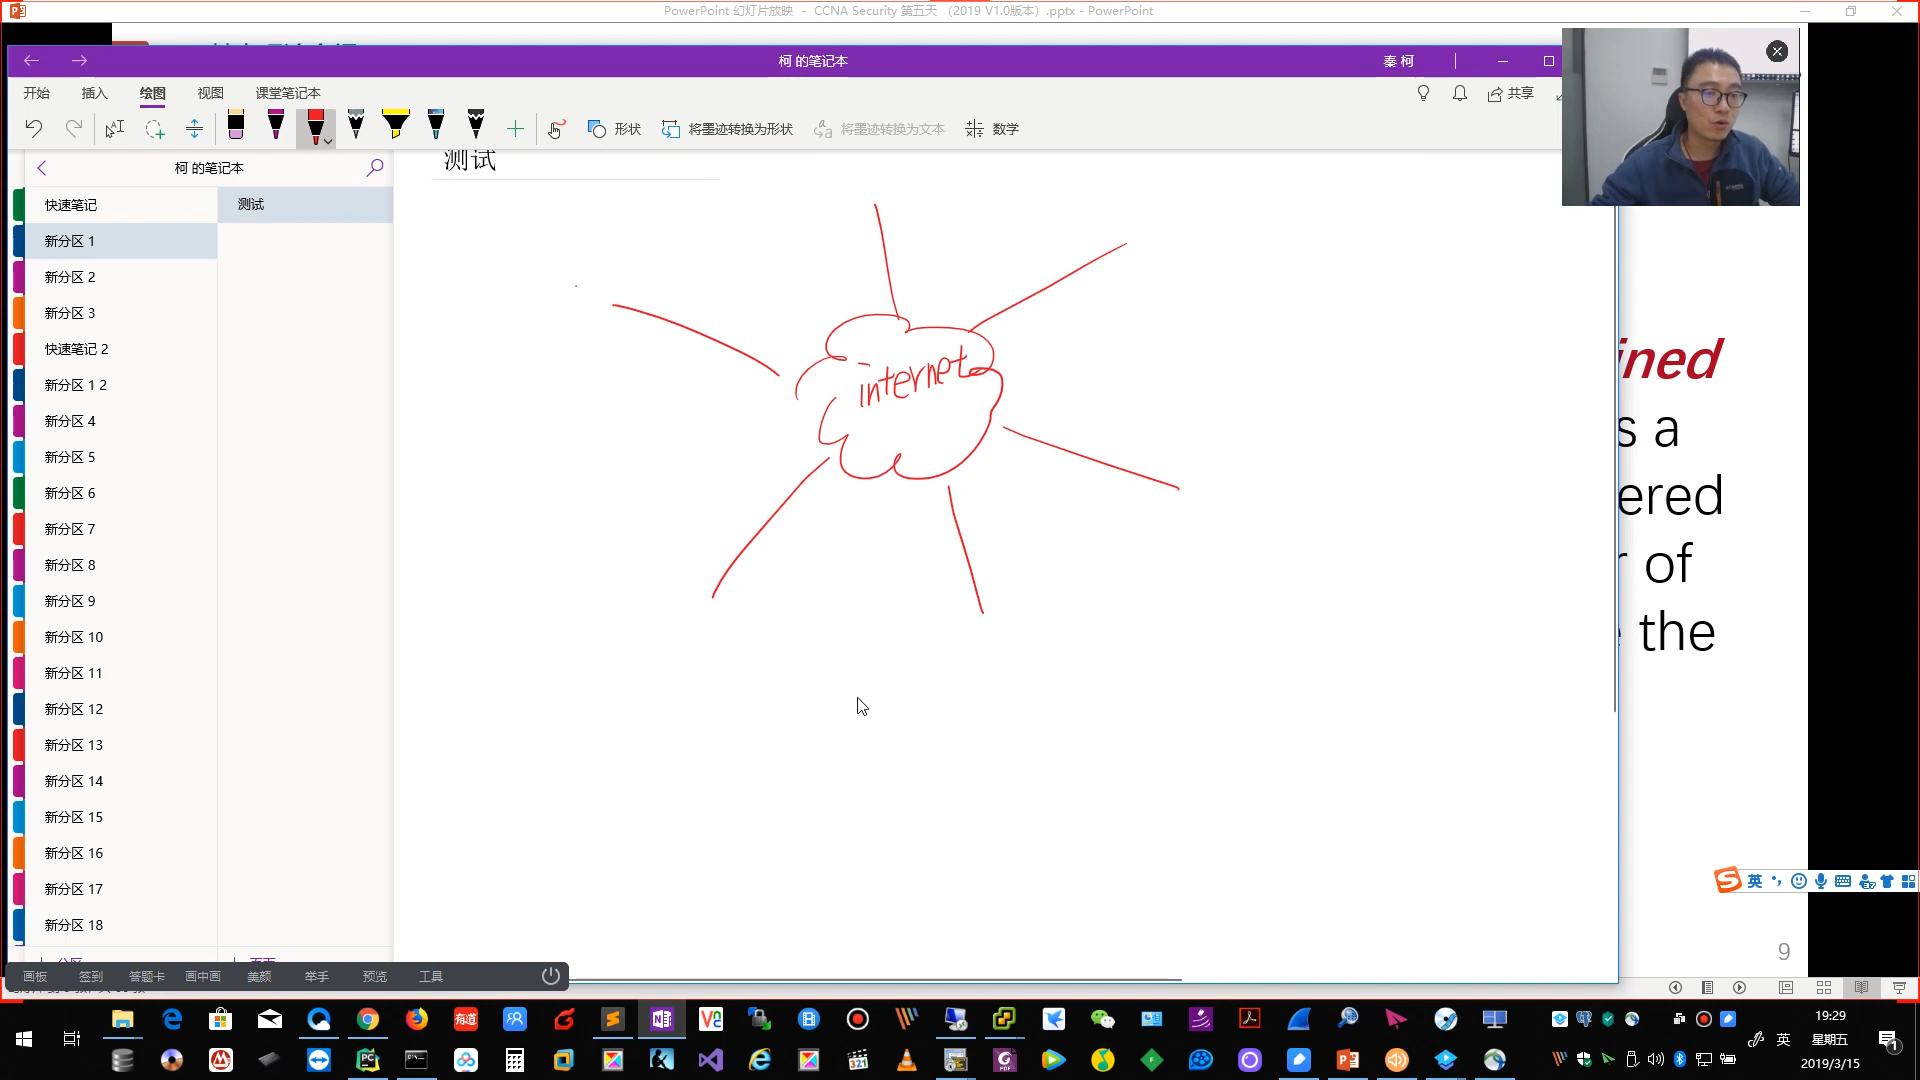 PowerPoint 幻灯片放映 - CCNA Security 第五天 （2019 V1.0版本）.pptx - PowerPoint
柯 的笔记本
秦 柯
开始 插入 绘图 视图 课堂笔记本
共享
形状 将墨迹转换为形状 将墨迹转换为文本 数学
柯 的笔记本
测试
快速笔记
测试
新分区 1
新分区 2
新分区 3
快速笔记 2
新分区 1 2
新分区 4
新分区 5
新分区 6
新分区 7
新分区 8
新分区 9
新分区 10
新分区 11
新分区 12
新分区 13
新分区 14
新分区 15
新分区 16
新分区 17
新分区 18
internet
ined
s a
ered
r of
the
英
9
画板 签到 答题卡 画中画 美颜 举手 预览 工具
有道
英
19:29
星期五
2019/3/15
1